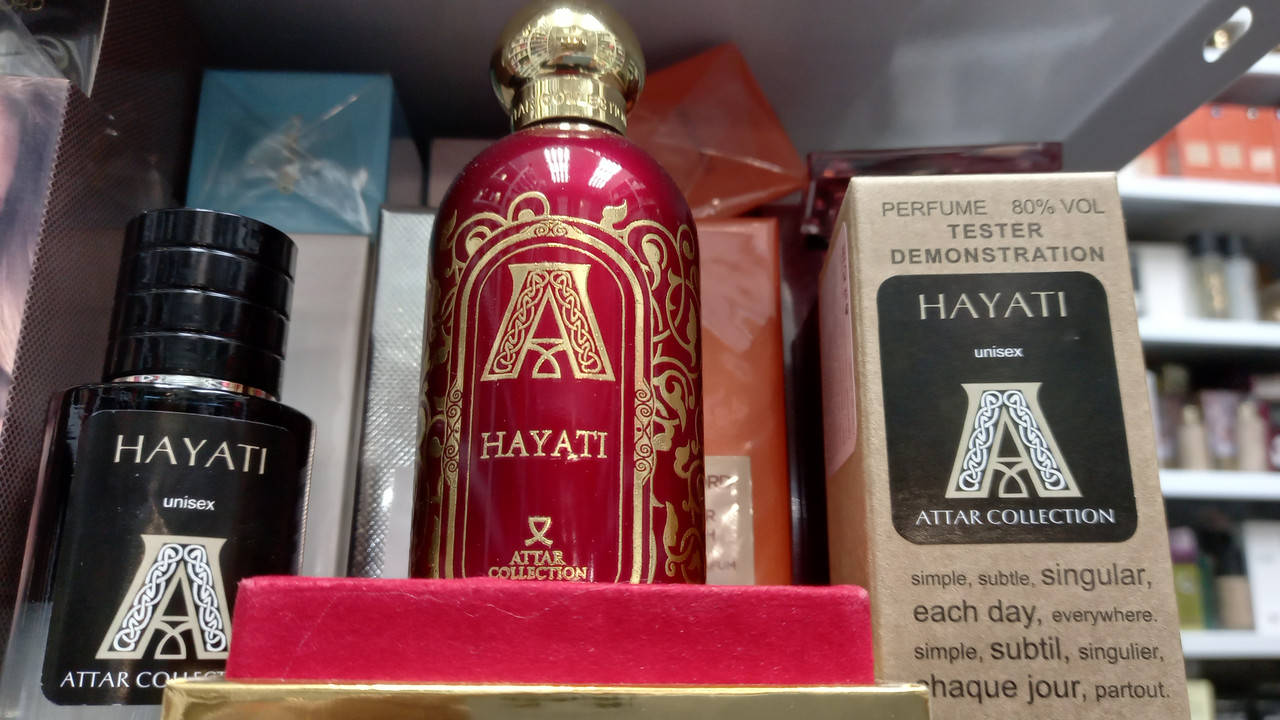 HAYATI
unisex
A
ATTAR COLLECT
A
HAYATI
ATTAR
COLLECTION
PERFUME 80% VOL
TESTER
DEMONSTRATION
HAYATI
unisex
A
ATTAR COLLECTION
simple, subtle, singular,
each day, everywhere.
simple, subtil, singulier,
chaque jour, partout.